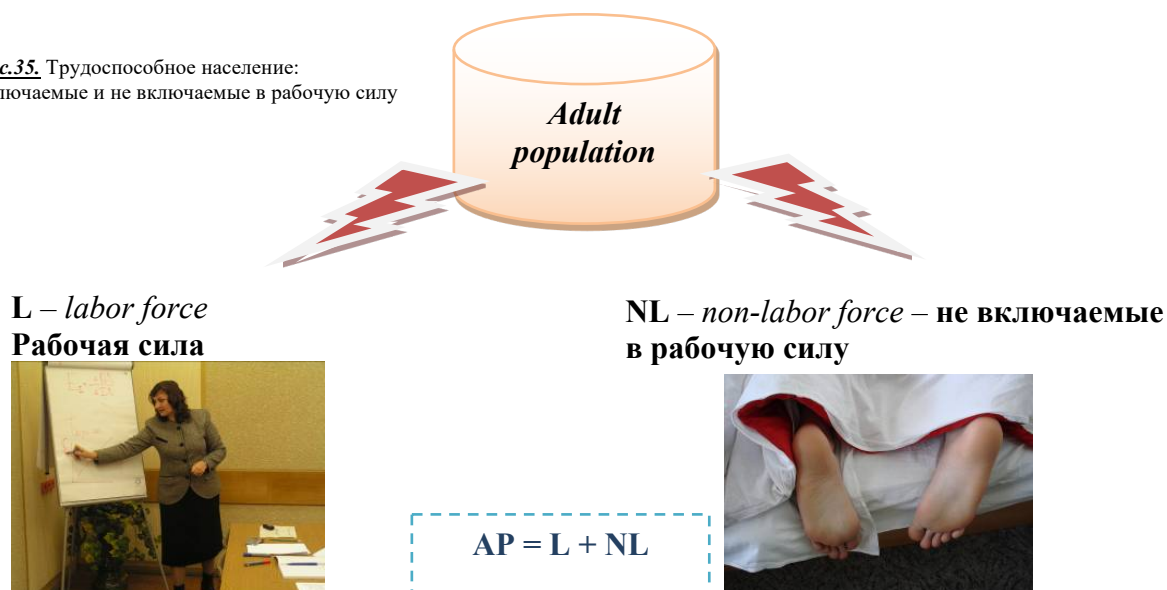 с.35. Трудоспособное население:
лючаемые и не включаемые в рабочую силу
Adult
population
L – labor force
Рабочая сила
NL – non-labor force – не включаемые
в рабочую силу
AP = L + NL